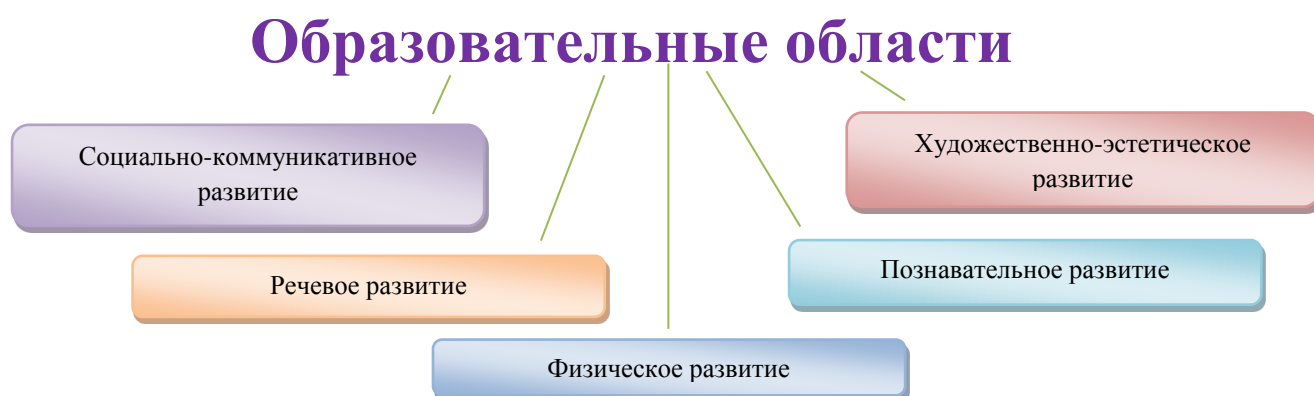 Образовательные области
Социально-коммуникативное
развитие
Художественно-эстетическое
развитие
Речевое развитие
Познавательное развитие
Физическое развитие